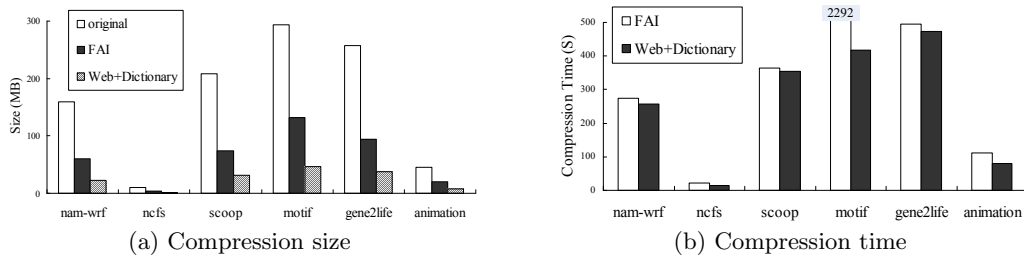 300
200
100
0
Size (MB)
original
FAI
Web+Dictionary
nam-wrf ncfs scoop motif gene2life animation
(a) Compression size
500
400
300
200
100
0
Compression Time (S)
FAI
Web+Dictionary
2292
nam-wrf ncfs scoop motif gene2life animation
(b) Compression time